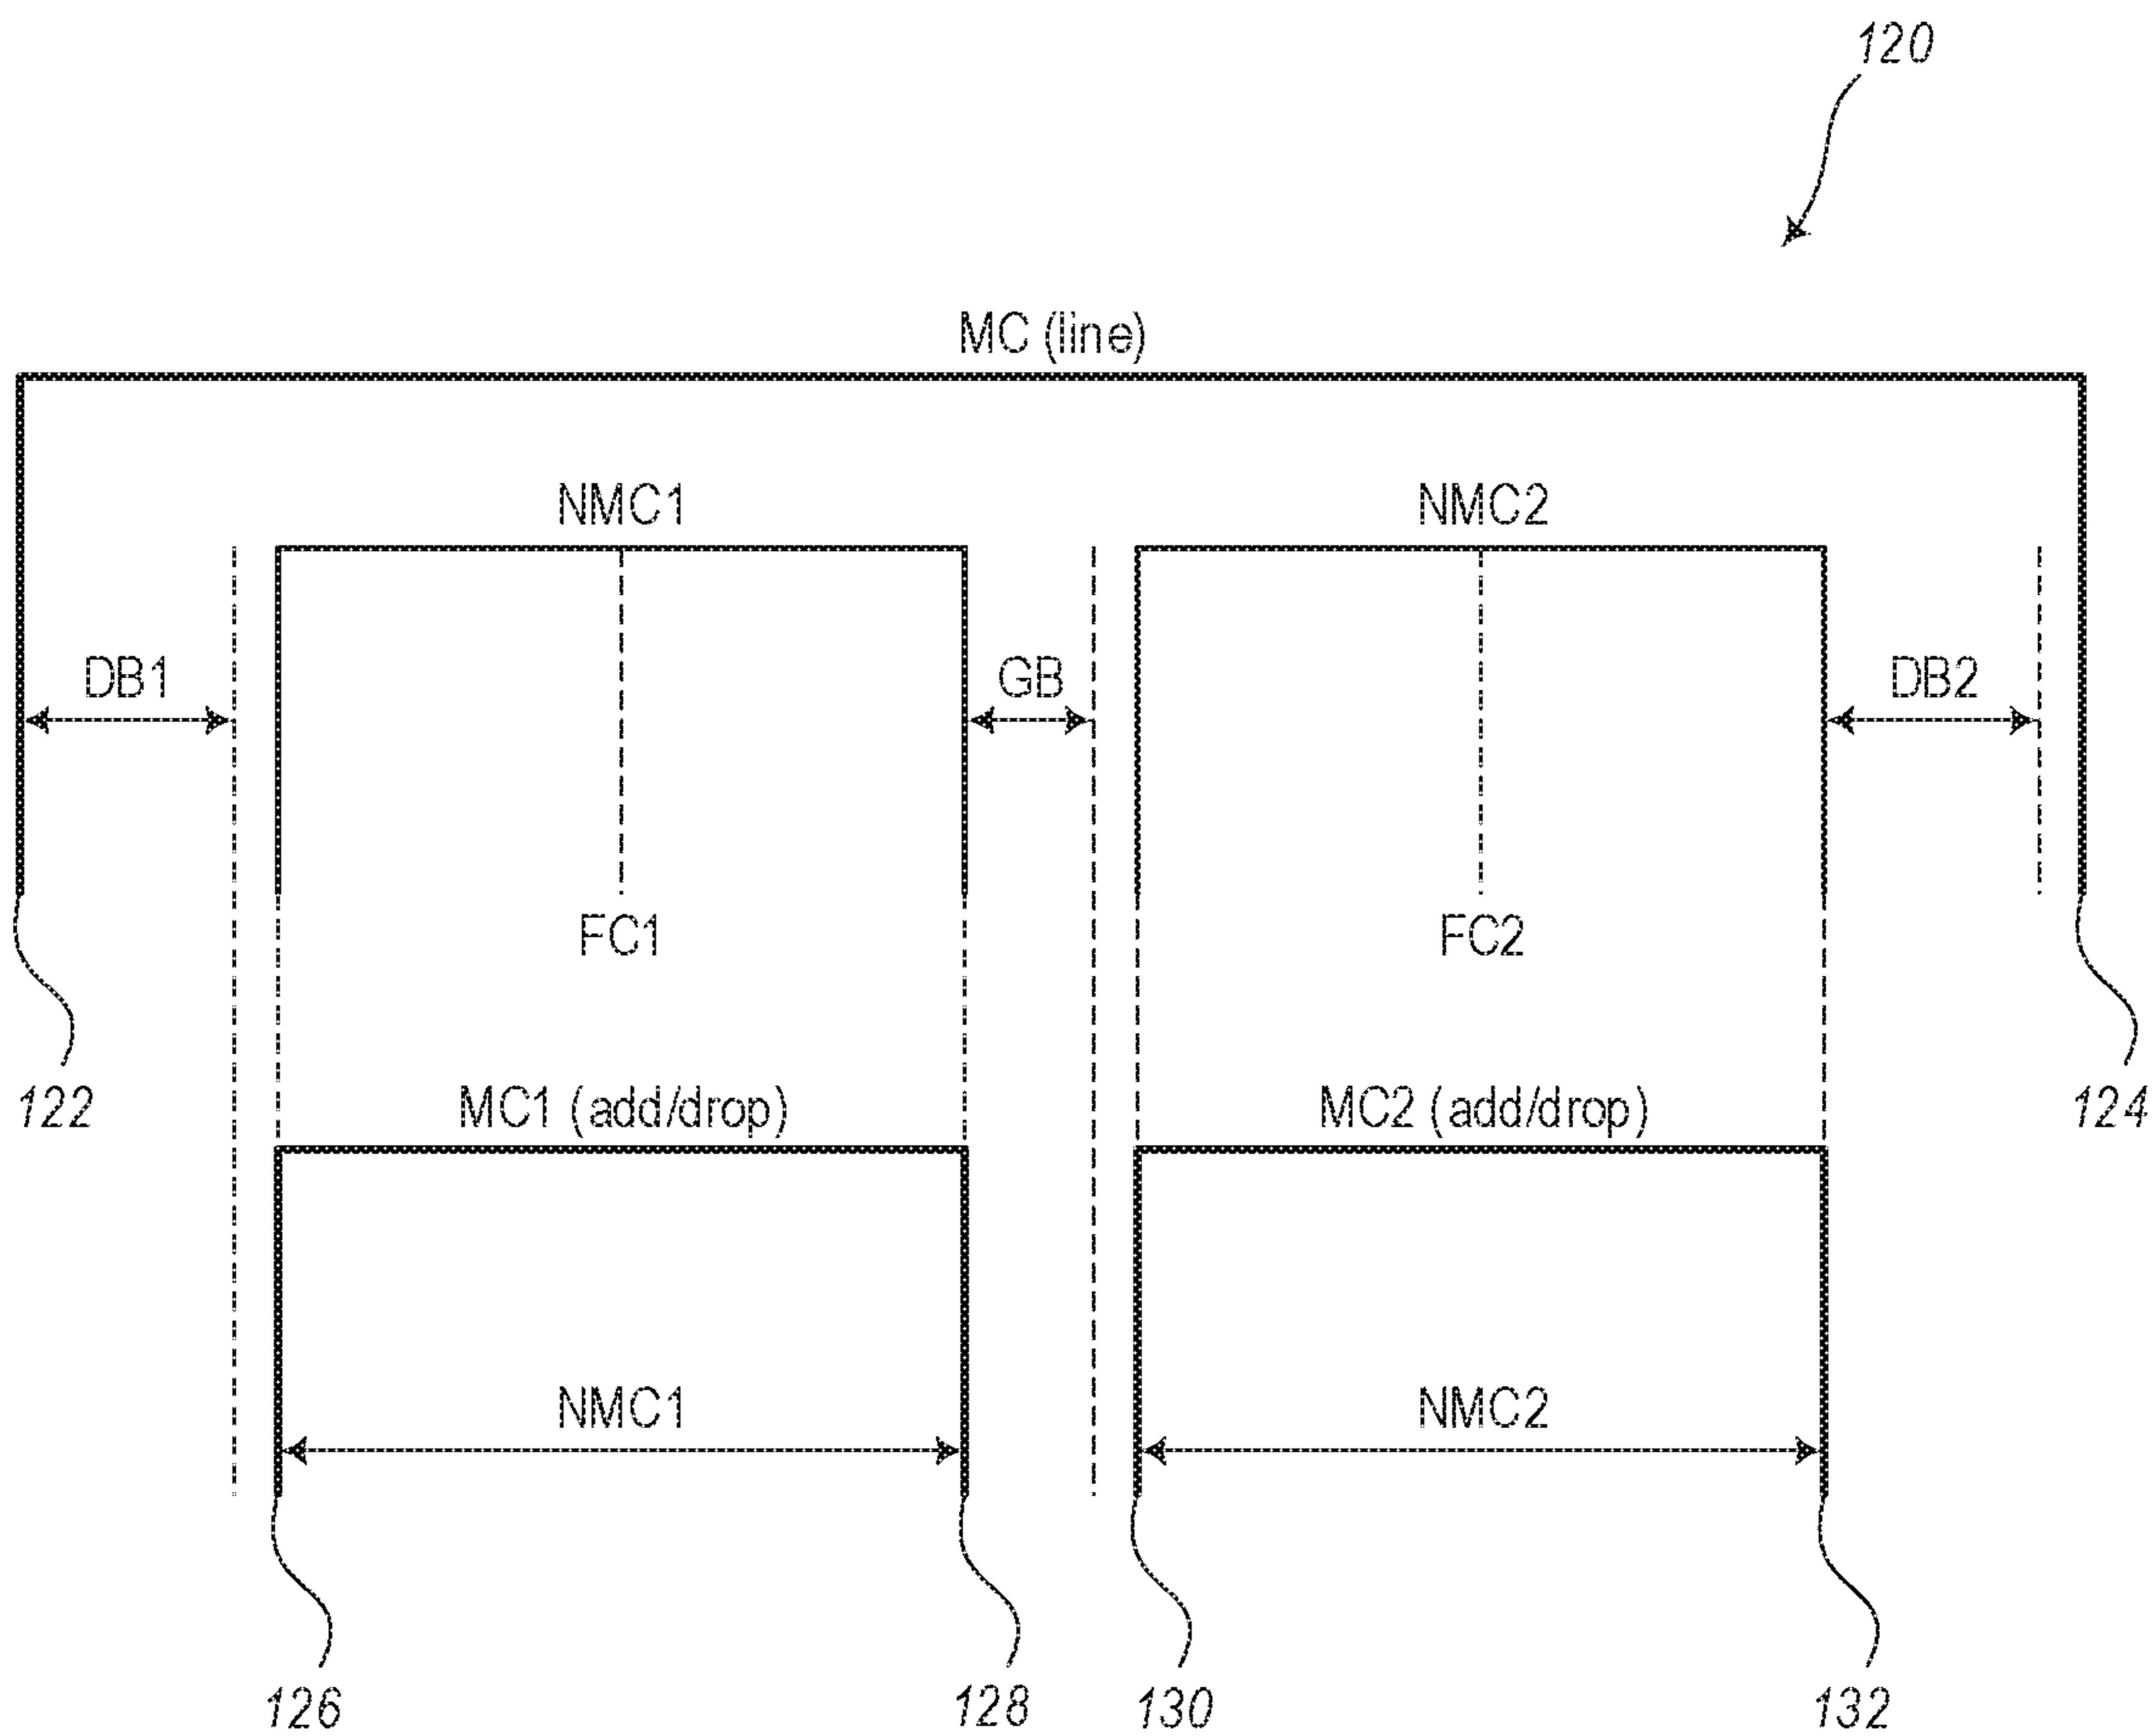 120
MC (line)
NMC1 NMC2
DB1 GB DB2
FC1 FC2
122 MC1 (add/drop) MC2 (add/drop) 124
NMC1 NMC2
126 128 130 132